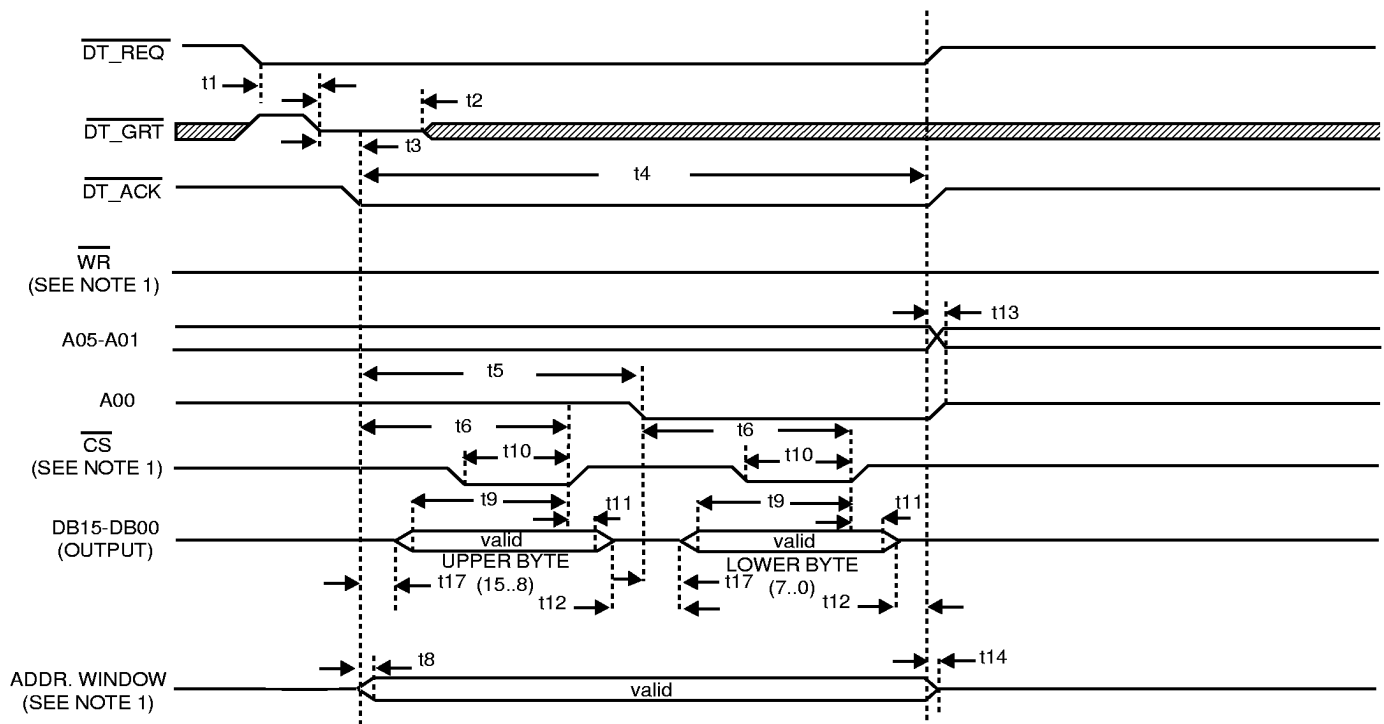 DT_REQ
t1
t2
DT_GRT
t3
t4
DT_ACK
WR
(SEE NOTE 1)
t13
A05-A01
t5
A00
t6
t6
CS
(SEE NOTE 1)
t10
t10
t9
t11
t9
t11
DB15-DB00
(OUTPUT)
valid
UPPER BYTE
(15..8)
valid
LOWER BYTE
(7..0)
t17
t12
t17
t12
t8
t14
ADDR. WINDOW
(SEE NOTE 1)
valid